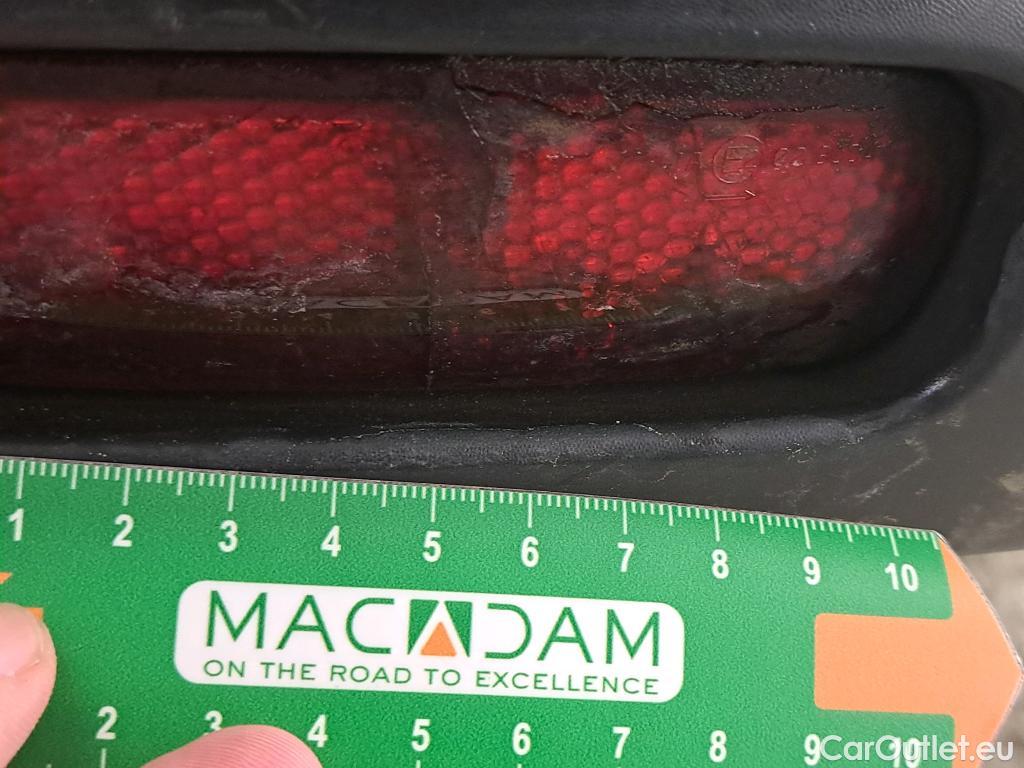 E
1 2 3 4 5 6 7 8 9 10
MACADAM
ON THE ROAD TO EXCELLENCE
2 3 4 5 6 7 8 9 10
CarOutlet.eu